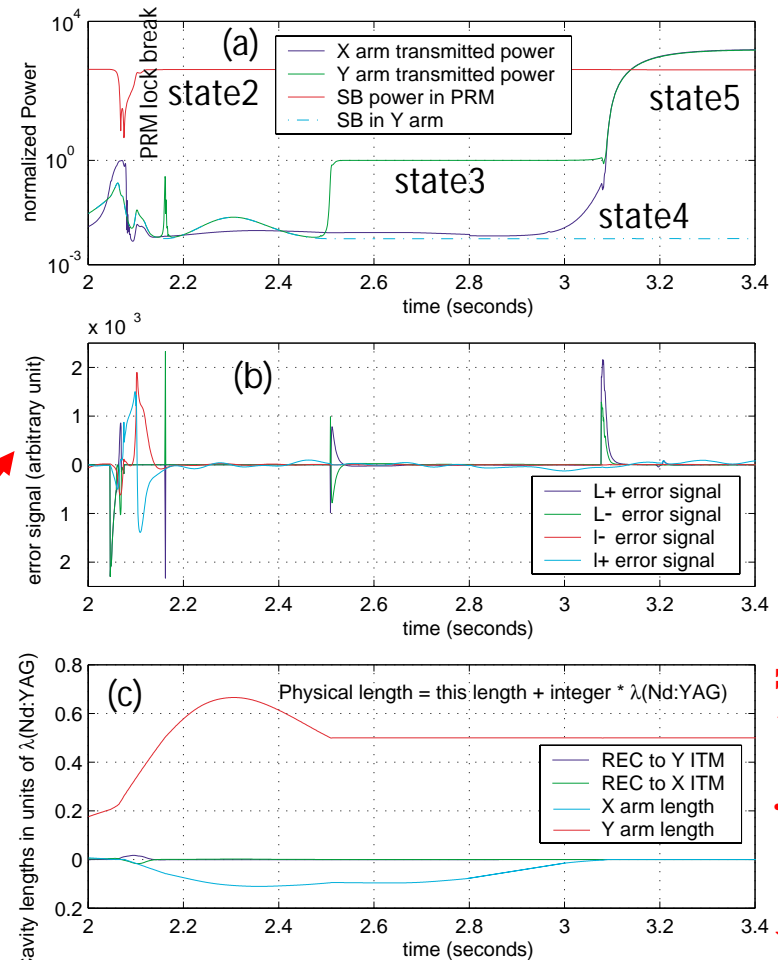 10^4
10^0
10^-3
normalized Power
(a)
PRM lock break
state2
X arm transmitted power
Y arm transmitted power
SB power in PRM
SB in Y arm
state3
state4
state5
2 2.2 2.4 2.6 2.8 3 3.2 3.4
time (seconds)
x 10 3
2
1
0
1
2
error signal (arbitrary unit)
(b)
L+ error signal
L- error signal
l- error signal
l+ error signal
2 2.2 2.4 2.6 2.8 3 3.2 3.4
time (seconds)
0.8
0.6
0.4
0.2
0
0.2
avity lengths in units of λ(Nd:YAG)
(c)
Physical length = this length + integer * λ(Nd:YAG)
REC to Y ITM
REC to X ITM
X arm length
Y arm length
2 2.2 2.4 2.6 2.8 3 3.2 3.4
time (seconds)